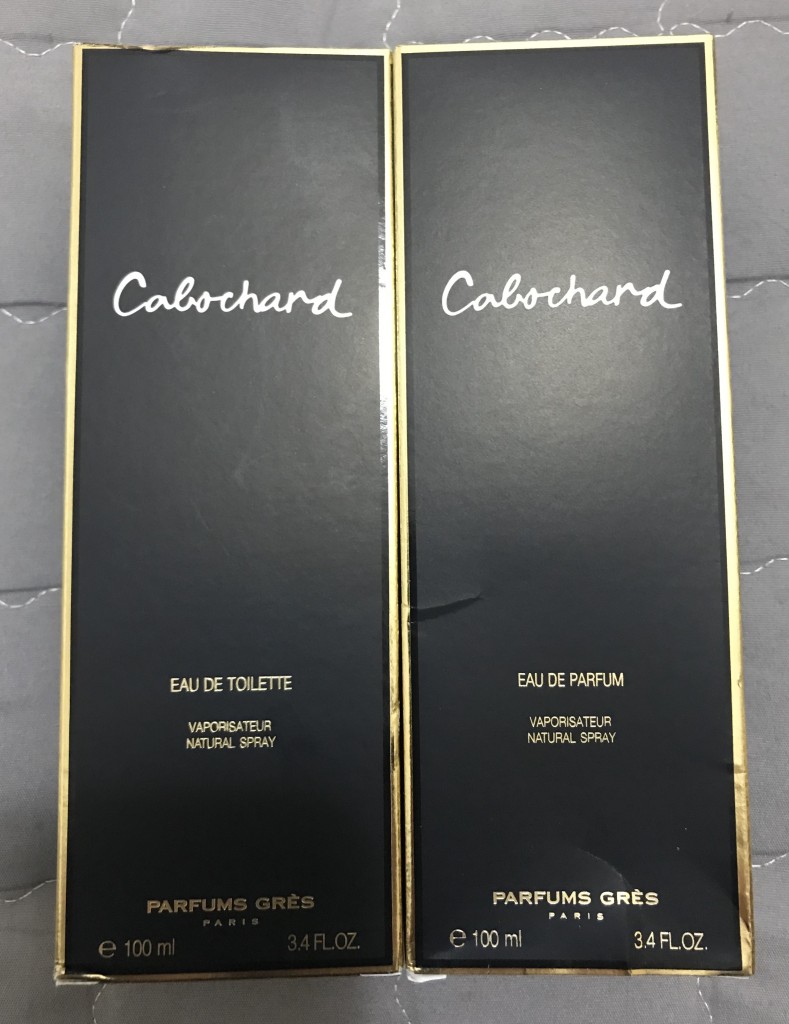 Cabochard
EAU DE TOILETTE
VAPORISATEUR
NATURAL SPRAY
PARFUMS GRÈS
PARIS
℮ 100 ml 3.4 FL.OZ.
Cabochard
EAU DE PARFUM
VAPORISATEUR
NATURAL SPRAY
PARFUMS GRÈS
PARIS
℮ 100 ml 3.4 FL.OZ.